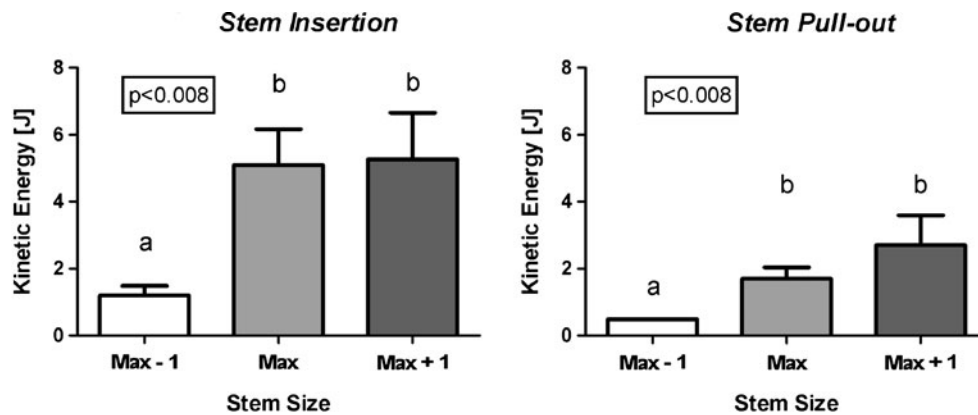 Stem Insertion
Kinetic Energy [J]
8
6
4
2
0
p<0.008
a
b
b
Max - 1
Max
Max + 1
Stem Size
Stem Pull-out
Kinetic Energy [J]
8
6
4
2
0
p<0.008
a
b
b
Max - 1
Max
Max + 1
Stem Size